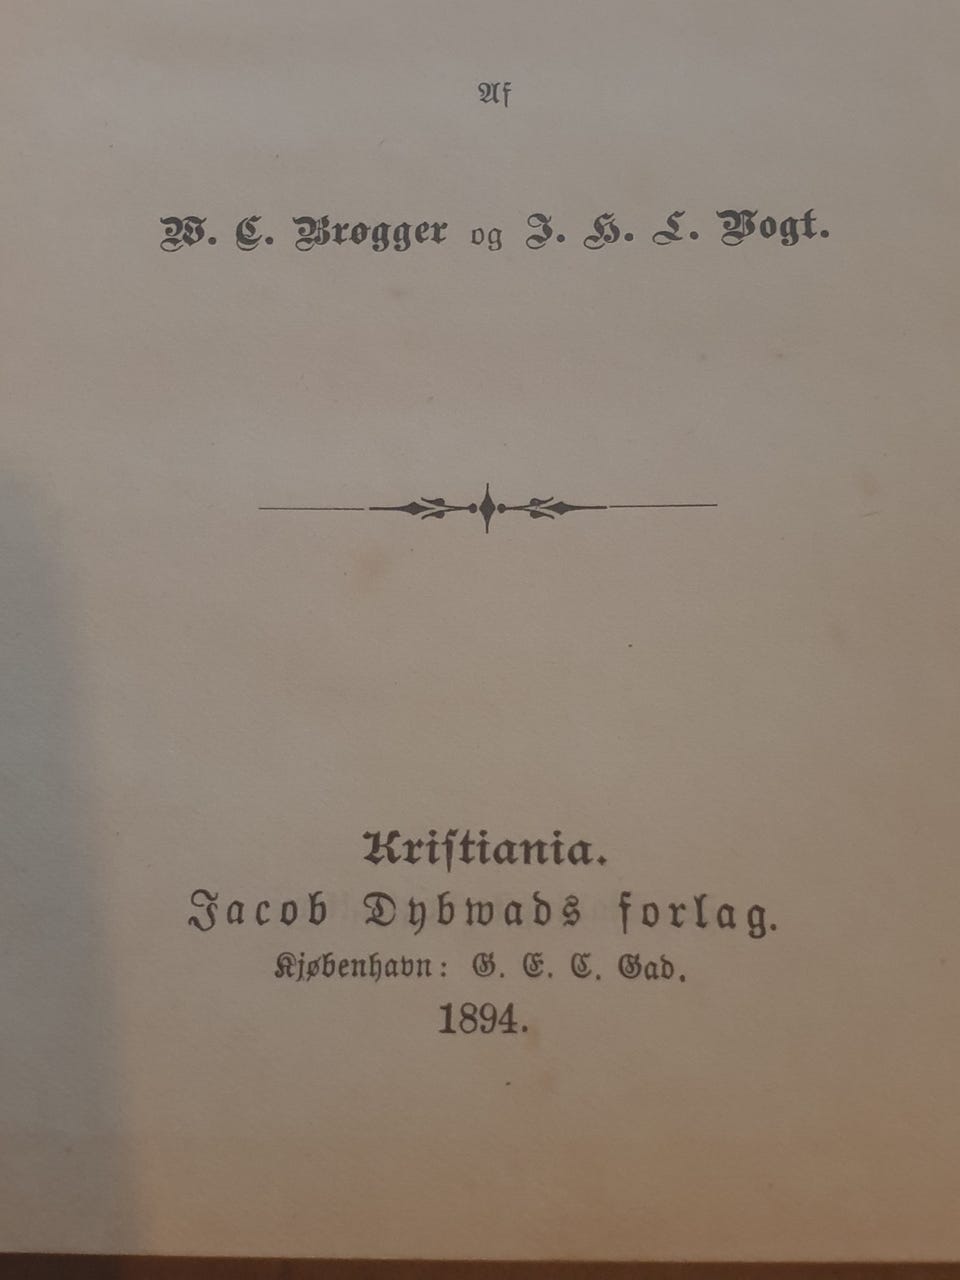 Af
W. C. Brøgger og J. H. L. Vogt.
Kriſtiania.
Jacob Dybwads forlag.
Kjøbenhavn: G. E. C. Gad.
1894.